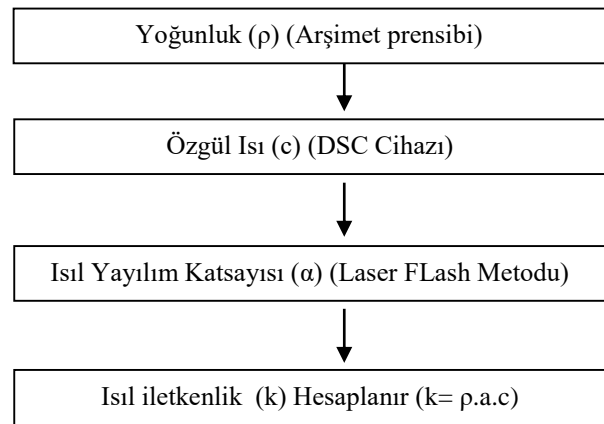 Yoğunluk (ρ) (Arşimet prensibi)
Özgül Isı (c) (DSC Cihazı)
Isıl Yayılım Katsayısı (α) (Laser FLash Metodu)
Isıl iletkenlik (k) Hesaplanır (k= ρ.a.c)